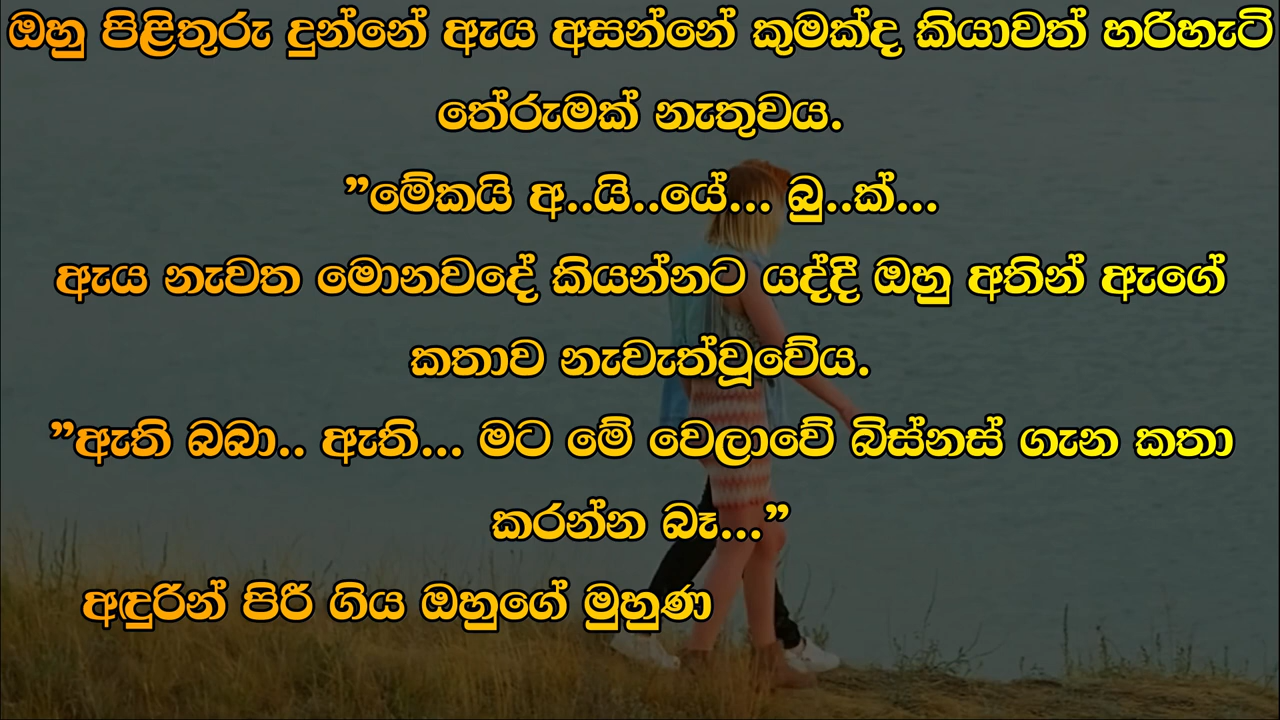 ඔහු පිළිතුරු දුන්නේ ඇය අසන්නේ කුමක්ද කියාවත් හරිහැටි
තේරුමක් නැතුවය.
”මේකයි අ..යි..යේ... බු..ක්...
ඇය නැවත මොනවදේ කියන්නට යද්දී ඔහු අතින් ඇගේ
කතාව නැවැත්වූවේය.
”ඇති බබා.. ඇති... මට මේ වෙලාවේ බිස්නස් ගැන කතා
කරන්න බෑ...”
අඳුරින් පිරී ගිය ඔහුගේ මුහුණ